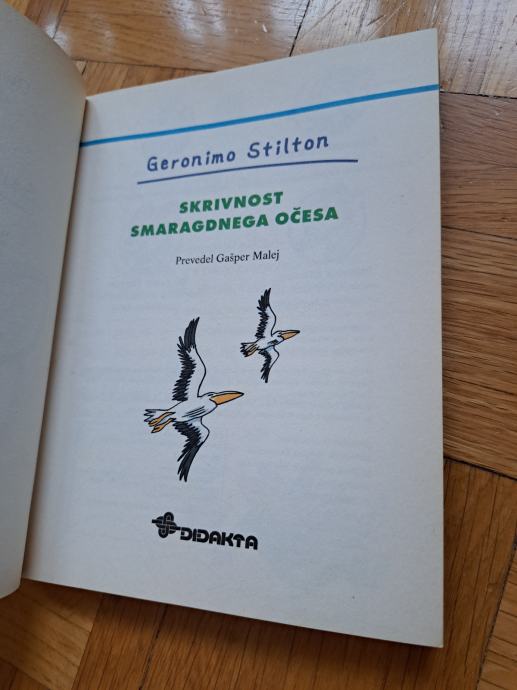 Geronimo Stilton
SKRIVNOST
SMARAGDNEGA OČESA
Prevedel Gašper Malej
DIDAKTA